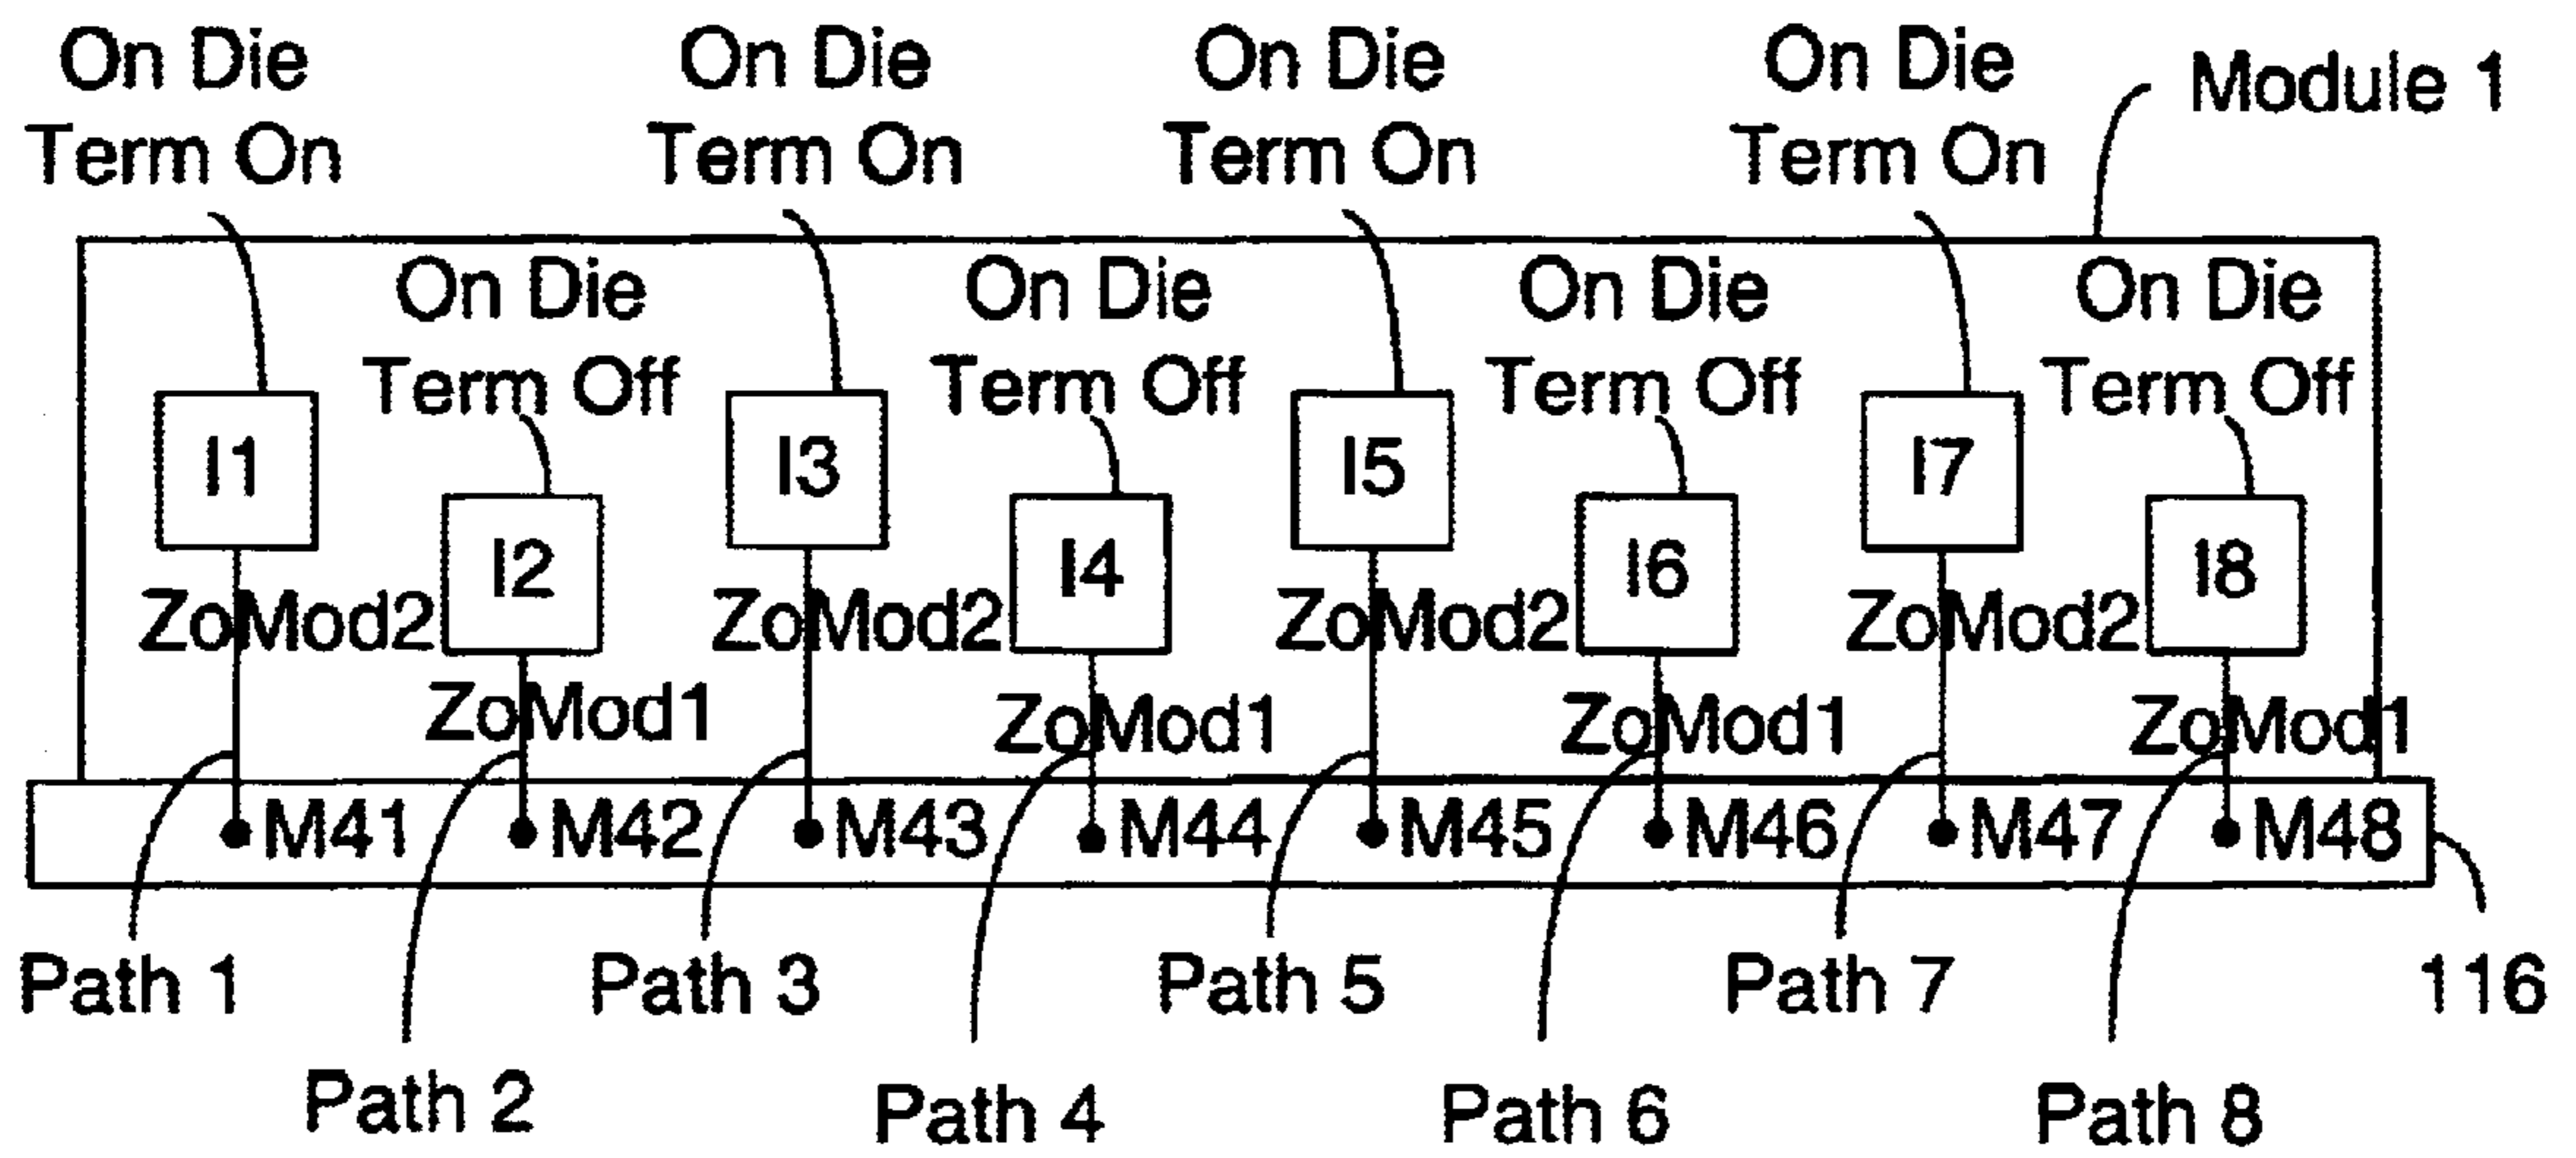 On Die On Die On Die On Die Module 1
Term On Term On Term On Term On
On Die On Die On Die On Die
Term Off Term Off Term Off Term Off
I1 I3 I5 I7
I2 I4 I6 I8
ZoMod2 ZoMod2 ZoMod2 ZoMod2
ZoMod1 ZoMod1 ZoMod1 ZoMod1
M41 M42 M43 M44 M45 M46 M47 M48
Path 1 Path 3 Path 5 Path 7 116
Path 2 Path 4 Path 6 Path 8